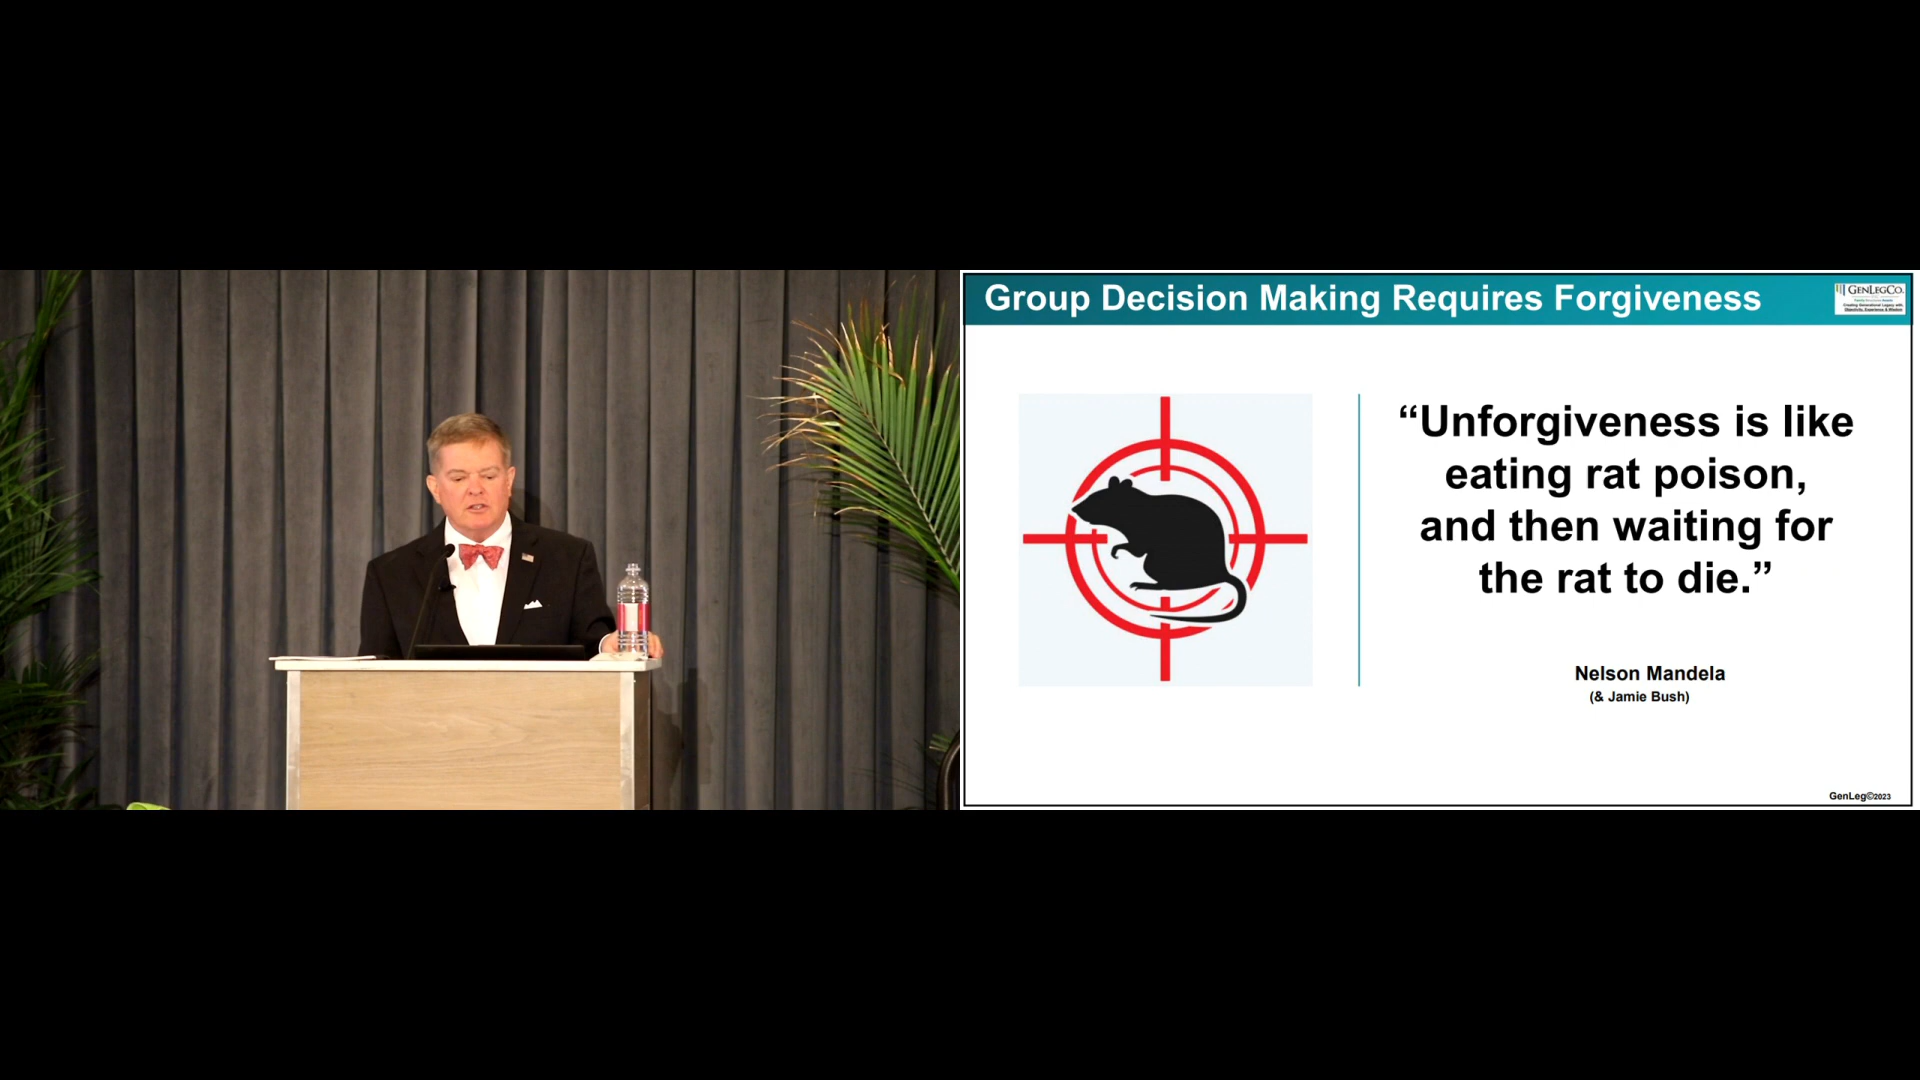 Group Decision Making Requires Forgiveness
GENLEGCO.
“Unforgiveness is like
eating rat poison,
and then waiting for
the rat to die.”
Nelson Mandela
(& Jamie Bush)
GenLeg©2023